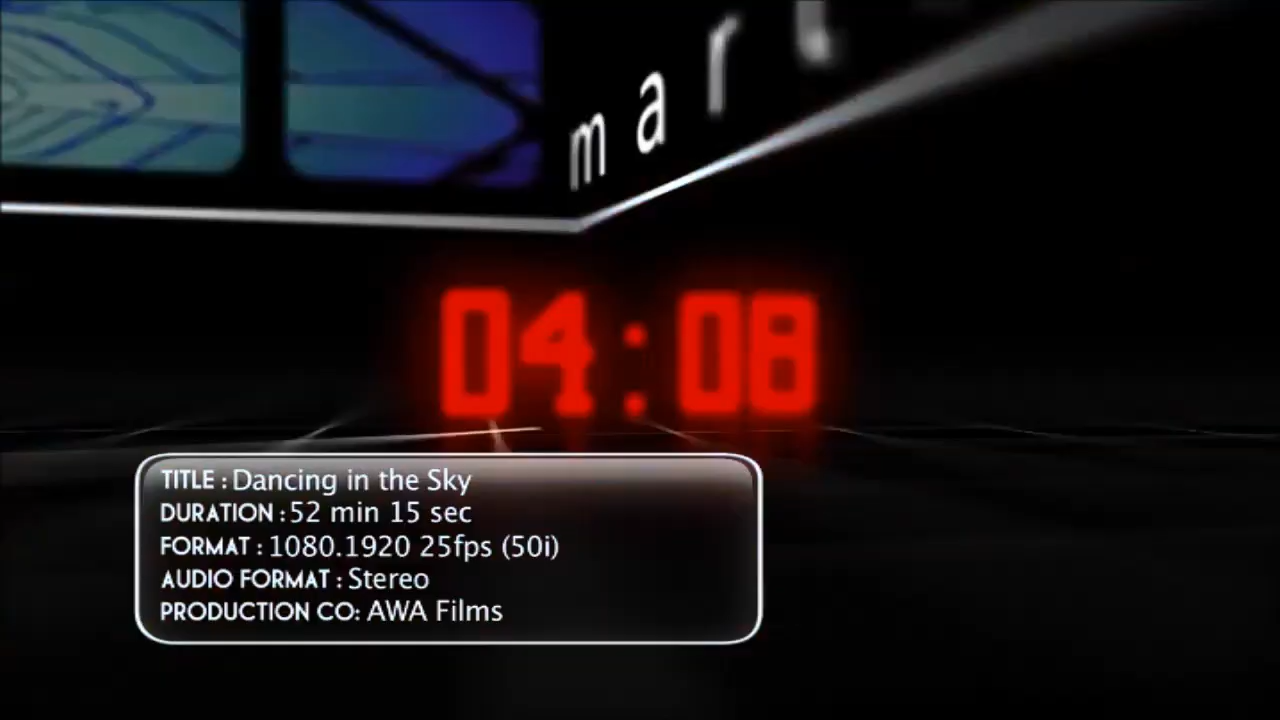 mart
04:08
TITLE : Dancing in the Sky
DURATION : 52 min 15 sec
FORMAT : 1080.1920 25fps (50i)
AUDIO FORMAT : Stereo
PRODUCTION CO: AWA Films